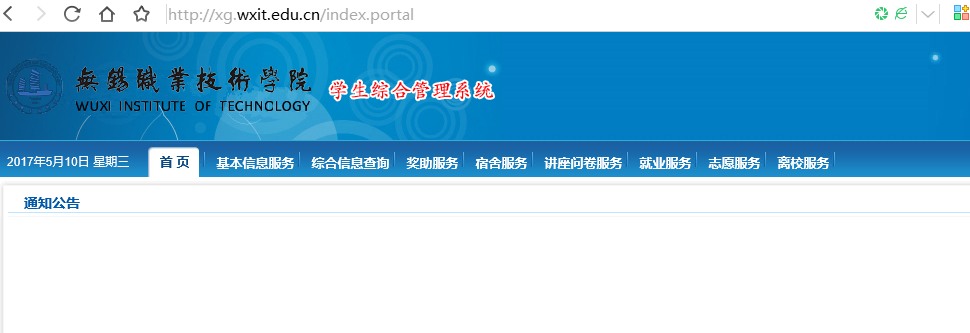 http://xg.wxit.edu.cn/index.portal
無錫職業技術學院 学生综合管理系统
WUXI INSTITUTE OF TECHNOLOGY
2017年5月10日 星期三 首 页 基本信息服务 综合信息查询 奖助服务 宿舍服务 讲座问卷服务 就业服务 志愿服务 离校服务
通知公告